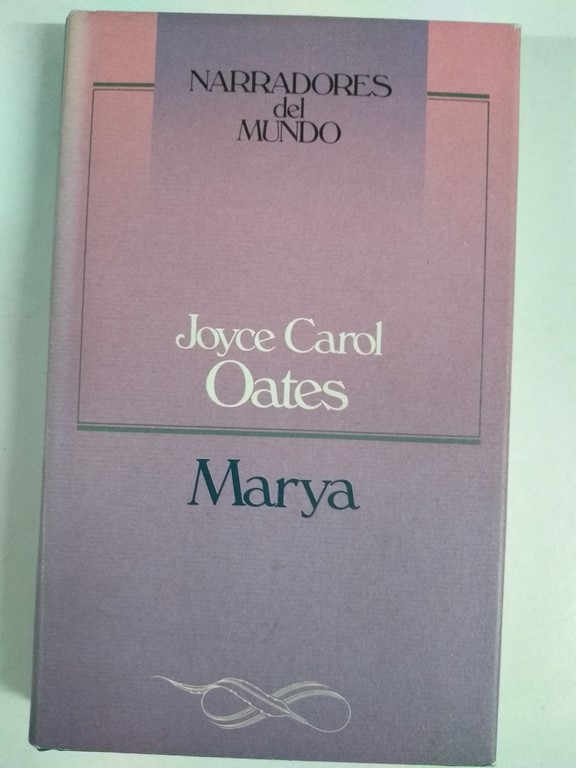 NARRADORES
del
MUNDO
Joyce Carol
Oates
Marya